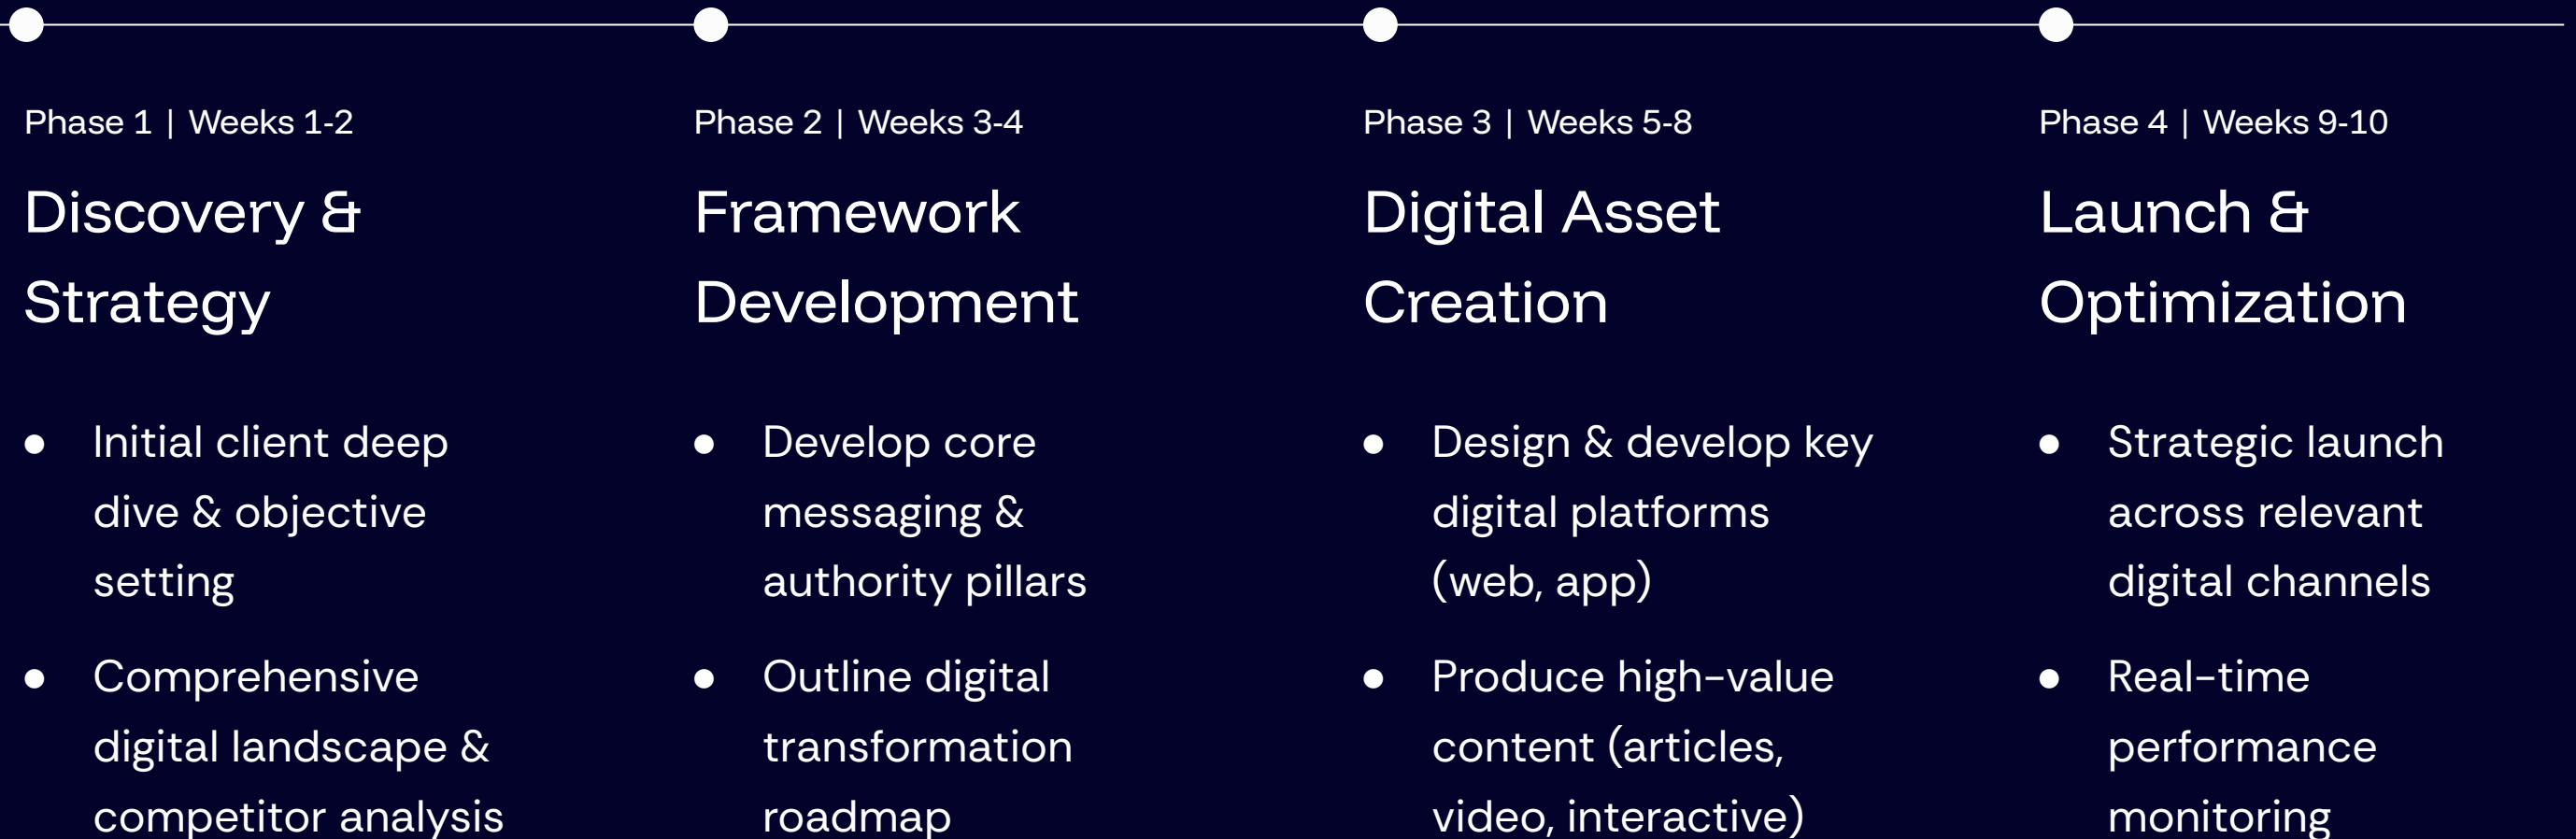 Phase 1 | Weeks 1-2
Discovery &
Strategy
• Initial client deep
dive & objective
setting
• Comprehensive
digital landscape &
competitor analysis
Phase 2 | Weeks 3-4
Framework
Development
• Develop core
messaging &
authority pillars
• Outline digital
transformation
roadmap
Phase 3 | Weeks 5-8
Digital Asset
Creation
• Design & develop key
digital platforms
(web, app)
• Produce high-value
content (articles,
video, interactive)
Phase 4 | Weeks 9-10
Launch &
Optimization
• Strategic launch
across relevant
digital channels
• Real-time
performance
monitoring